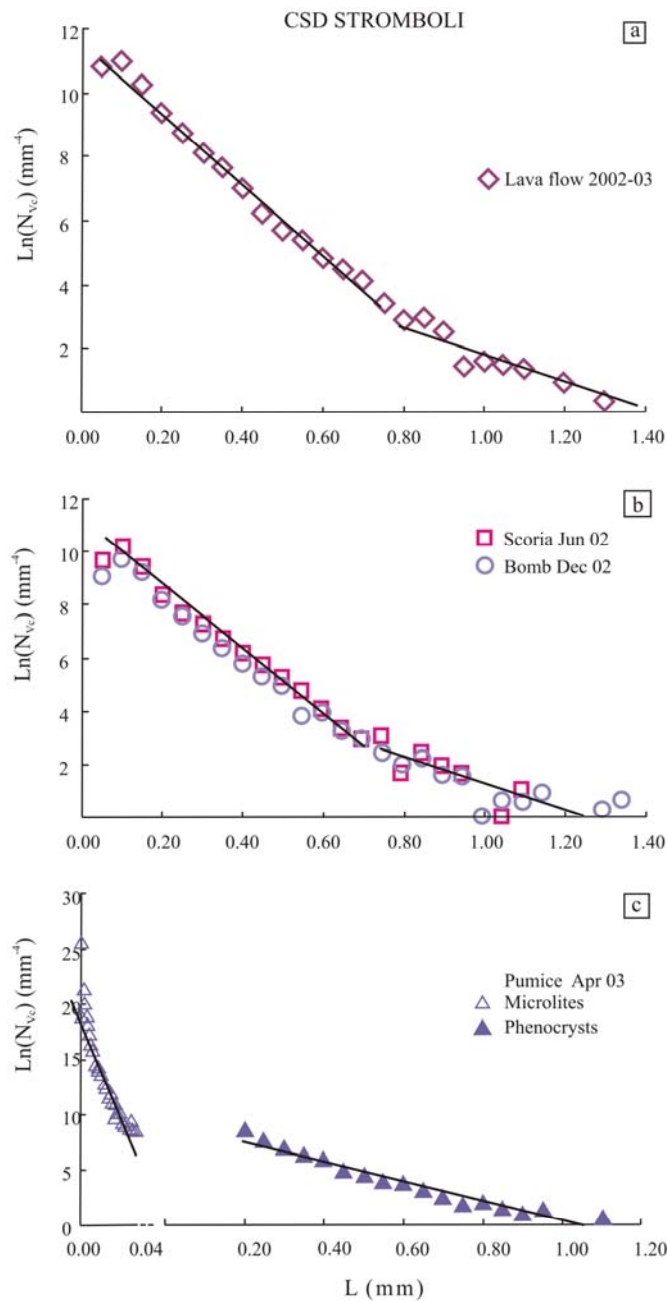 CSD STROMBOLI
a
12
10
8
6
4
2
Ln(Nvc) (mm-4)
Lava flow 2002-03
0.00 0.20 0.40 0.60 0.80 1.00 1.20 1.40
b
12
10
8
6
4
2
Ln(Nvc) (mm-4)
Scoria Jun 02
Bomb Dec 02
0.00 0.20 0.40 0.60 0.80 1.00 1.20 1.40
c
30
25
20
15
10
5
0
Ln(Nvc) (mm-4)
Pumice Apr 03
Microlites
Phenocrysts
0.00 0.04 0.20 0.40 0.60 0.80 1.00 1.20
L (mm)